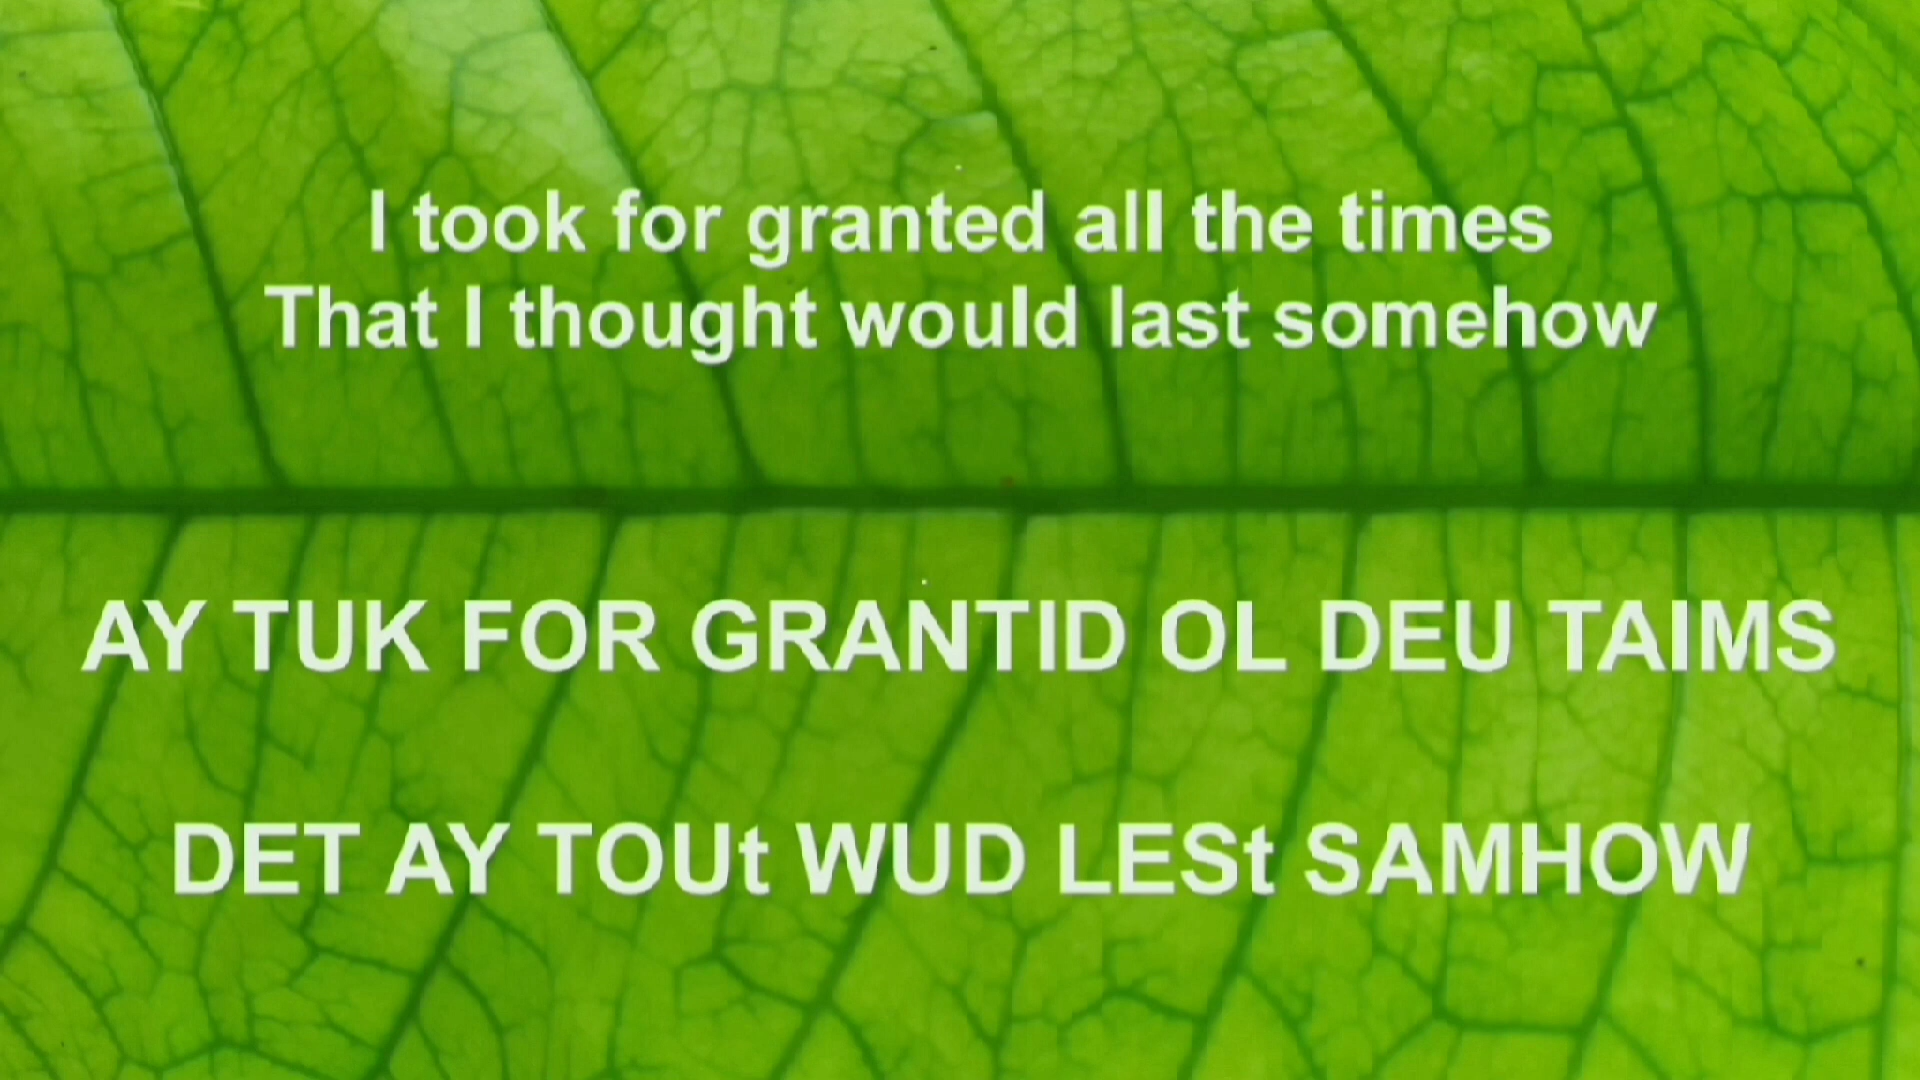 I took for granted all the times
That I thought would last somehow
AY TUK FOR GRANTID OL DEU TAIMS
DET AY TOUt WUD LESt SAMHOW